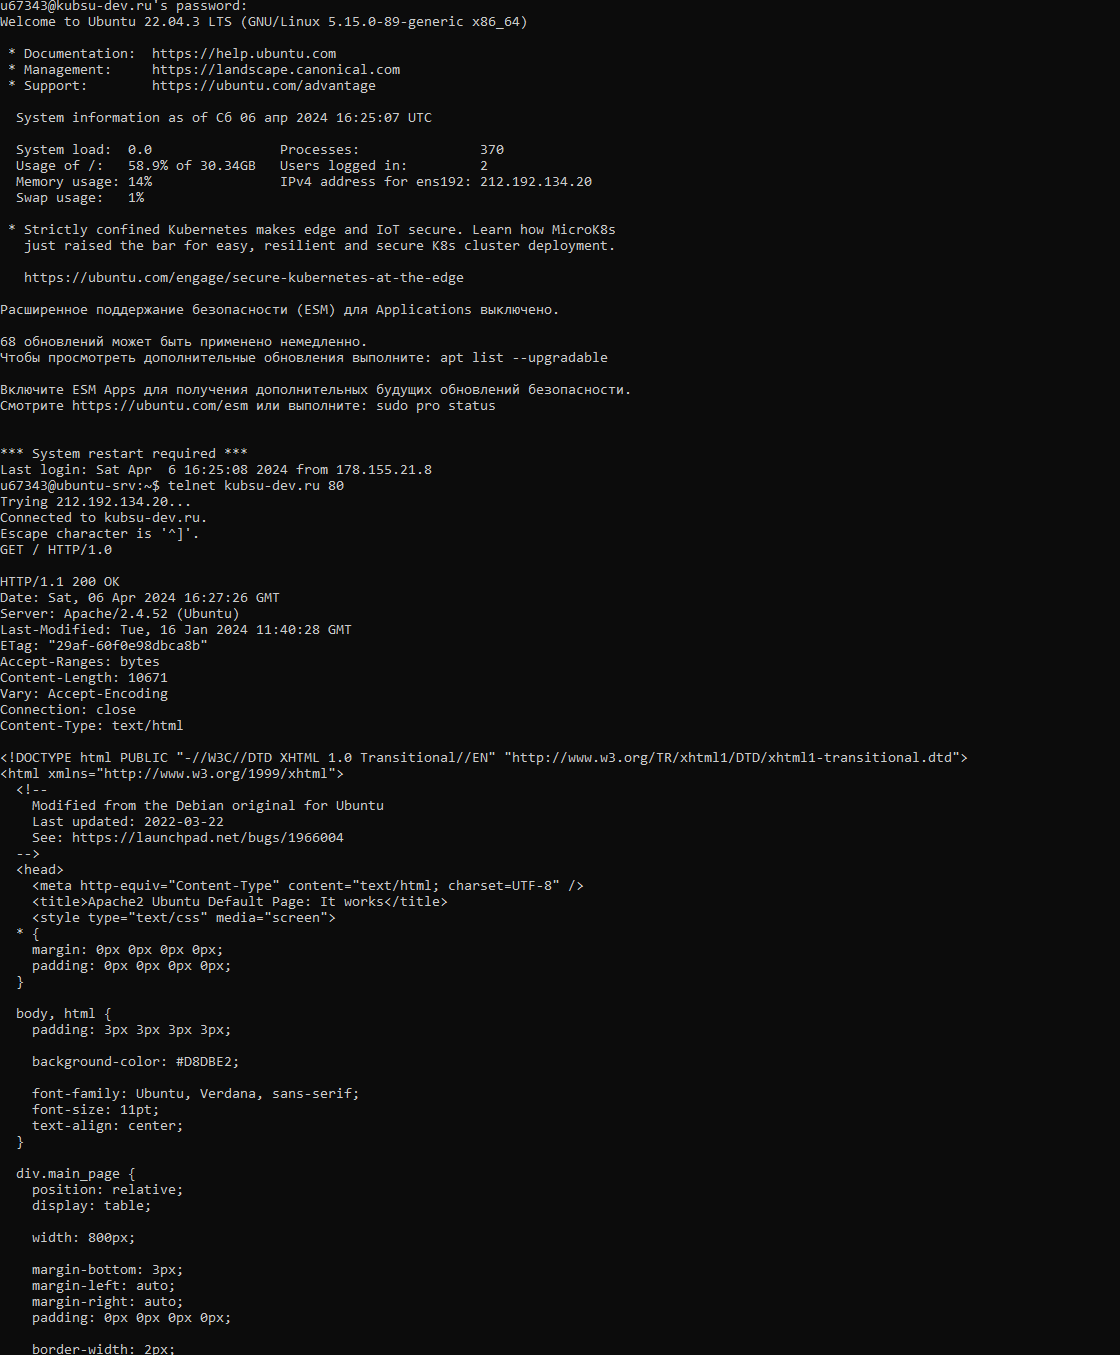 u67343@kubsu-dev.ru's password:
Welcome to Ubuntu 22.04.3 LTS (GNU/Linux 5.15.0-89-generic x86_64)

 * Documentation:  https://help.ubuntu.com
 * Management:     https://landscape.canonical.com
 * Support:        https://ubuntu.com/advantage

  System information as of Сб 06 апр 2024 16:25:07 UTC

  System load:  0.0                Processes:               370
  Usage of /:   58.9% of 30.34GB   Users logged in:         2
  Memory usage: 14%                IPv4 address for ens192: 212.192.134.20
  Swap usage:   1%

 * Strictly confined Kubernetes makes edge and IoT secure. Learn how MicroK8s
   just raised the bar for easy, resilient and secure K8s cluster deployment.

   https://ubuntu.com/engage/secure-kubernetes-at-the-edge

Расширенное поддержание безопасности (ESM) для Applications выключено.

68 обновлений может быть применено немедленно.
Чтобы просмотреть дополнительные обновления выполните: apt list --upgradable

Включите ESM Apps для получения дополнительных будущих обновлений безопасности.
Смотрите https://ubuntu.com/esm или выполните: sudo pro status


*** System restart required ***
Last login: Sat Apr  6 16:25:08 2024 from 178.155.21.8
u67343@ubuntu-srv:~$ telnet kubsu-dev.ru 80
Trying 212.192.134.20...
Connected to kubsu-dev.ru.
Escape character is '^]'.
GET / HTTP/1.0

HTTP/1.1 200 OK
Date: Sat, 06 Apr 2024 16:27:26 GMT
Server: Apache/2.4.52 (Ubuntu)
Last-Modified: Tue, 16 Jan 2024 11:40:28 GMT
ETag: "29af-60f0e98dbca8b"
Accept-Ranges: bytes
Content-Length: 10671
Vary: Accept-Encoding
Connection: close
Content-Type: text/html

<!DOCTYPE html PUBLIC "-//W3C//DTD XHTML 1.0 Transitional//EN" "http://www.w3.org/TR/xhtml1/DTD/xhtml1-transitional.dtd">
<html xmlns="http://www.w3.org/1999/xhtml">
  <!--
    Modified from the Debian original for Ubuntu
    Last updated: 2022-03-22
    See: https://launchpad.net/bugs/1966004
  -->
  <head>
    <meta http-equiv="Content-Type" content="text/html; charset=UTF-8" />
    <title>Apache2 Ubuntu Default Page: It works</title>
    <style type="text/css" media="screen">
  * {
    margin: 0px 0px 0px 0px;
    padding: 0px 0px 0px 0px;
  }

  body, html {
    padding: 3px 3px 3px 3px;

    background-color: #D8DBE2;

    font-family: Ubuntu, Verdana, sans-serif;
    font-size: 11pt;
    text-align: center;
  }

  div.main_page {
    position: relative;
    display: table;

    width: 800px;

    margin-bottom: 3px;
    margin-left: auto;
    margin-right: auto;
    padding: 0px 0px 0px 0px;

    border-width: 2px;